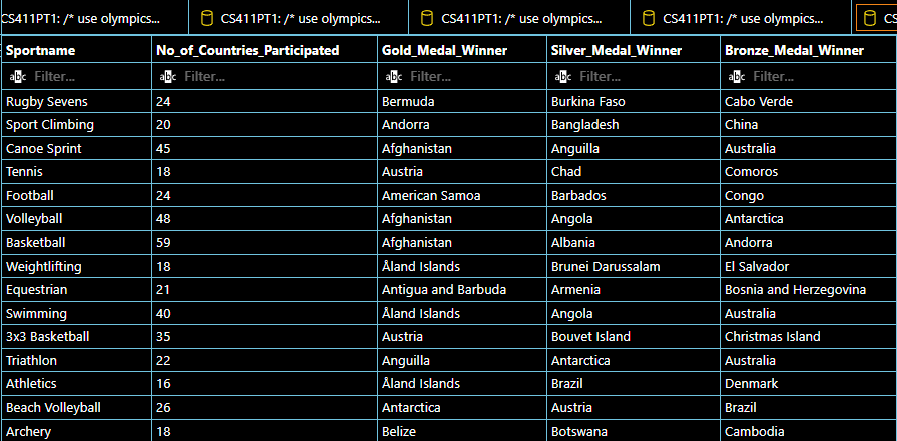 CS411PT1: /* use olympics... CS411PT1: /* use olympics... CS411PT1: /* use olympics... CS411PT1: /* use olympics... CS
Sportname No_of_Countries_Participated Gold_Medal_Winner Silver_Medal_Winner Bronze_Medal_Winner
abc Filter... abc Filter... abc Filter... abc Filter... abc Filter...
Rugby Sevens 24 Bermuda Burkina Faso Cabo Verde
Sport Climbing 20 Andorra Bangladesh China
Canoe Sprint 45 Afghanistan Anguilla Australia
Tennis 18 Austria Chad Comoros
Football 24 American Samoa Barbados Congo
Volleyball 48 Afghanistan Angola Antarctica
Basketball 59 Afghanistan Albania Andorra
Weightlifting 18 Åland Islands Brunei Darussalam El Salvador
Equestrian 21 Antigua and Barbuda Armenia Bosnia and Herzegovina
Swimming 40 Åland Islands Angola Australia
3x3 Basketball 35 Austria Bouvet Island Christmas Island
Triathlon 22 Anguilla Antarctica Australia
Athletics 16 Åland Islands Brazil Denmark
Beach Volleyball 26 Antarctica Austria Brazil
Archery 18 Belize Botswana Cambodia